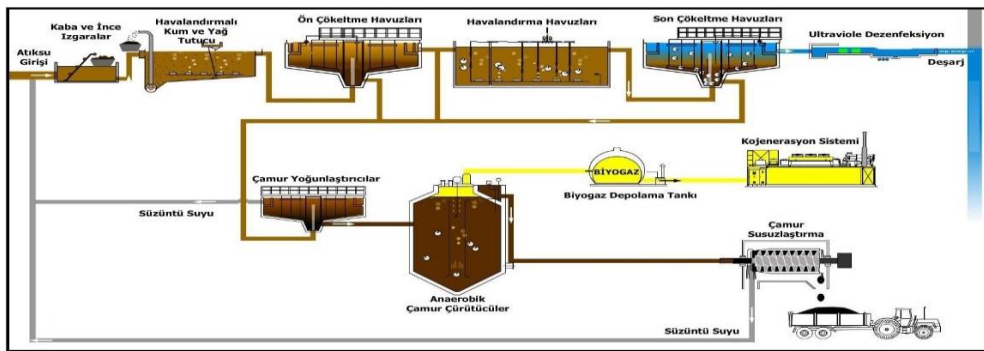 Kaba ve İnce
Izgaralar
Atıksu
Girişi
Havalandırmalı
Kum ve Yağ
Tutucu
Ön Çökeltme Havuzları
Havalandırma Havuzları
Son Çökeltme Havuzları
Ultraviole Dezenfeksiyon
Deşarj
Çamur Yoğunlaştırıcılar
Süzüntü Suyu
BİYOGAZ
Biyogaz Depolama Tankı
Kojenerasyon Sistemi
Anaerobik
Çamur Çürütücüler
Çamur
Susuzlaştırma
Süzüntü Suyu